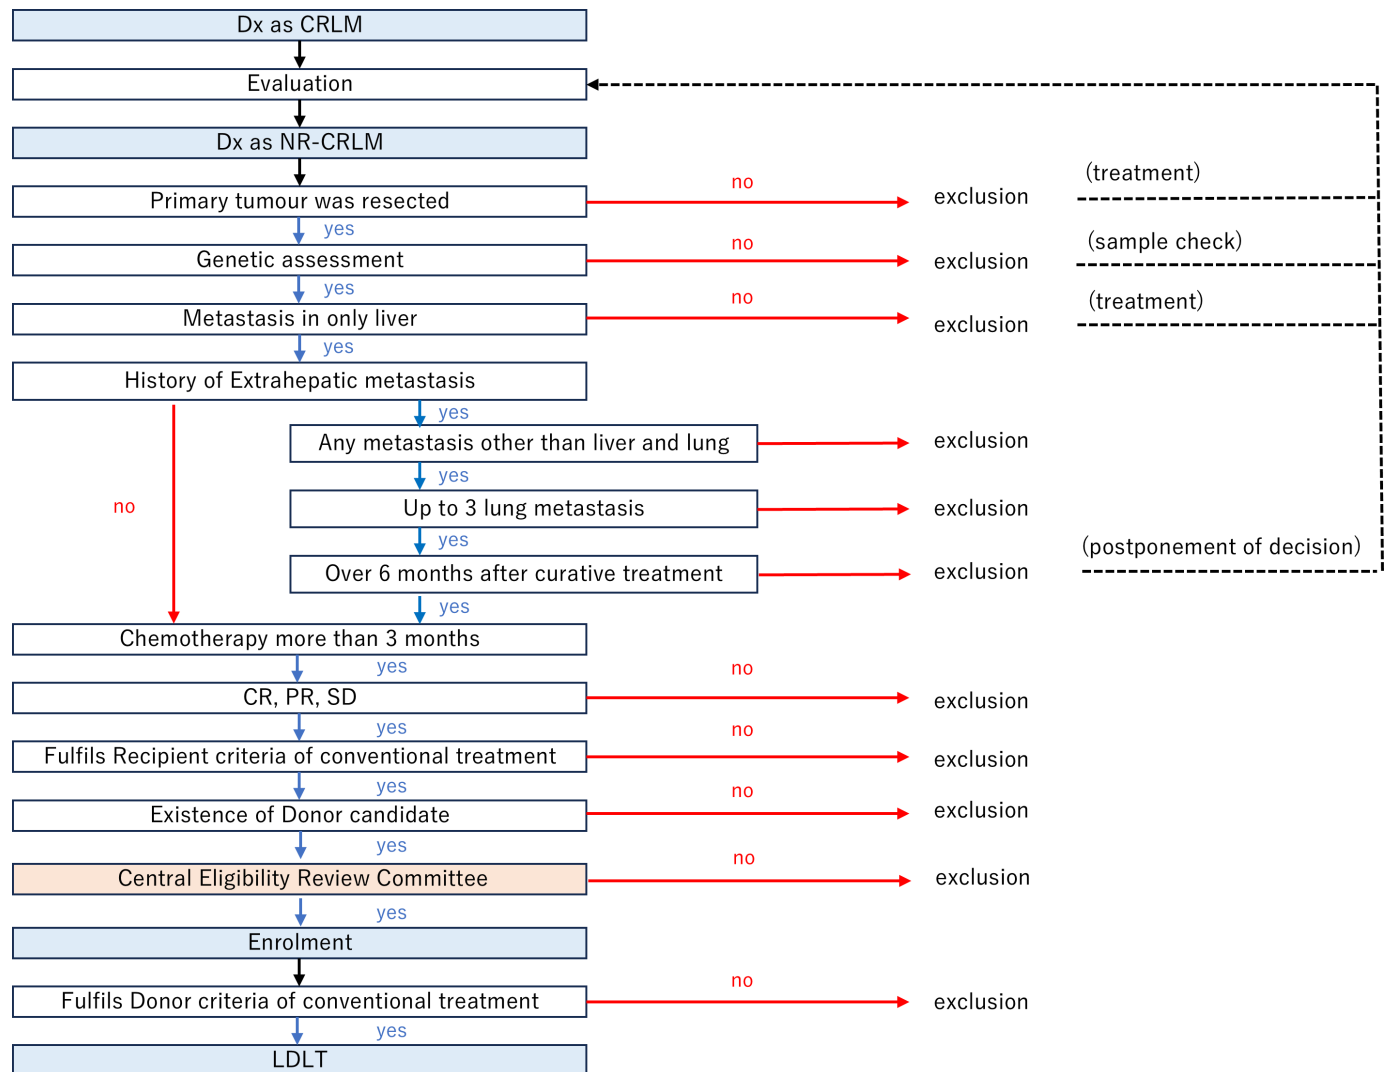 Dx as CRLM
Evaluation
Dx as NR-CRLM
Primary tumour was resected
no
exclusion
(treatment)
yes
Genetic assessment
no
exclusion
(sample check)
yes
Metastasis in only liver
no
exclusion
(treatment)
yes
History of Extrahepatic metastasis
yes
Any metastasis other than liver and lung
exclusion
yes
no
Up to 3 lung metastasis
exclusion
yes
Over 6 months after curative treatment
exclusion
(postponement of decision)
yes
Chemotherapy more than 3 months
yes
CR, PR, SD
no
exclusion
yes
Fulfils Recipient criteria of conventional treatment
no
exclusion
yes
Existence of Donor candidate
no
exclusion
yes
Central Eligibility Review Committee
no
exclusion
yes
Enrolment
Fulfils Donor criteria of conventional treatment
no
exclusion
yes
LDLT